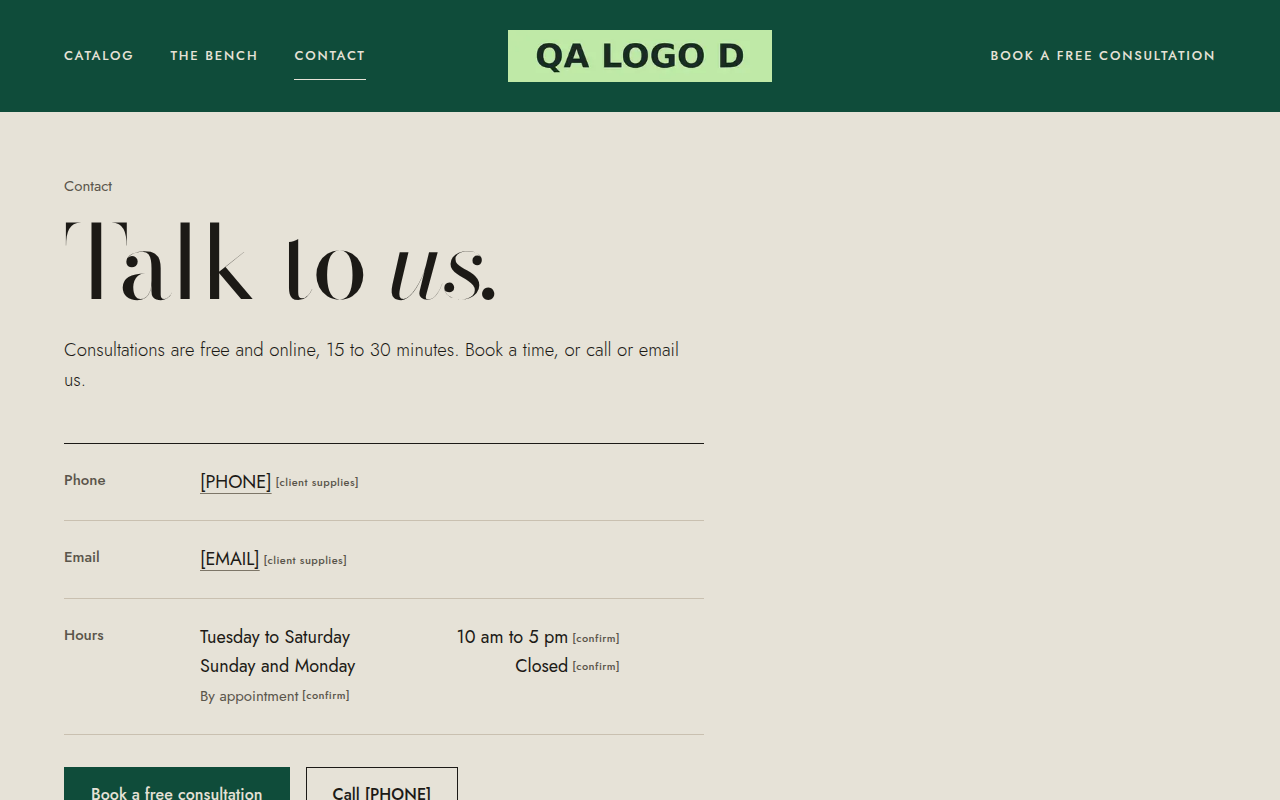 CATALOG THE BENCH CONTACT QA LOGO D BOOK A FREE CONSULTATION
Contact
Talk to us.
Consultations are free and online, 15 to 30 minutes. Book a time, or call or email
us.
Phone [PHONE] [client supplies]
Email [EMAIL] [client supplies]
Hours Tuesday to Saturday 10 am to 5 pm [confirm]
Sunday and Monday Closed [confirm]
By appointment [confirm]
Book a free consultation Call [PHONE]